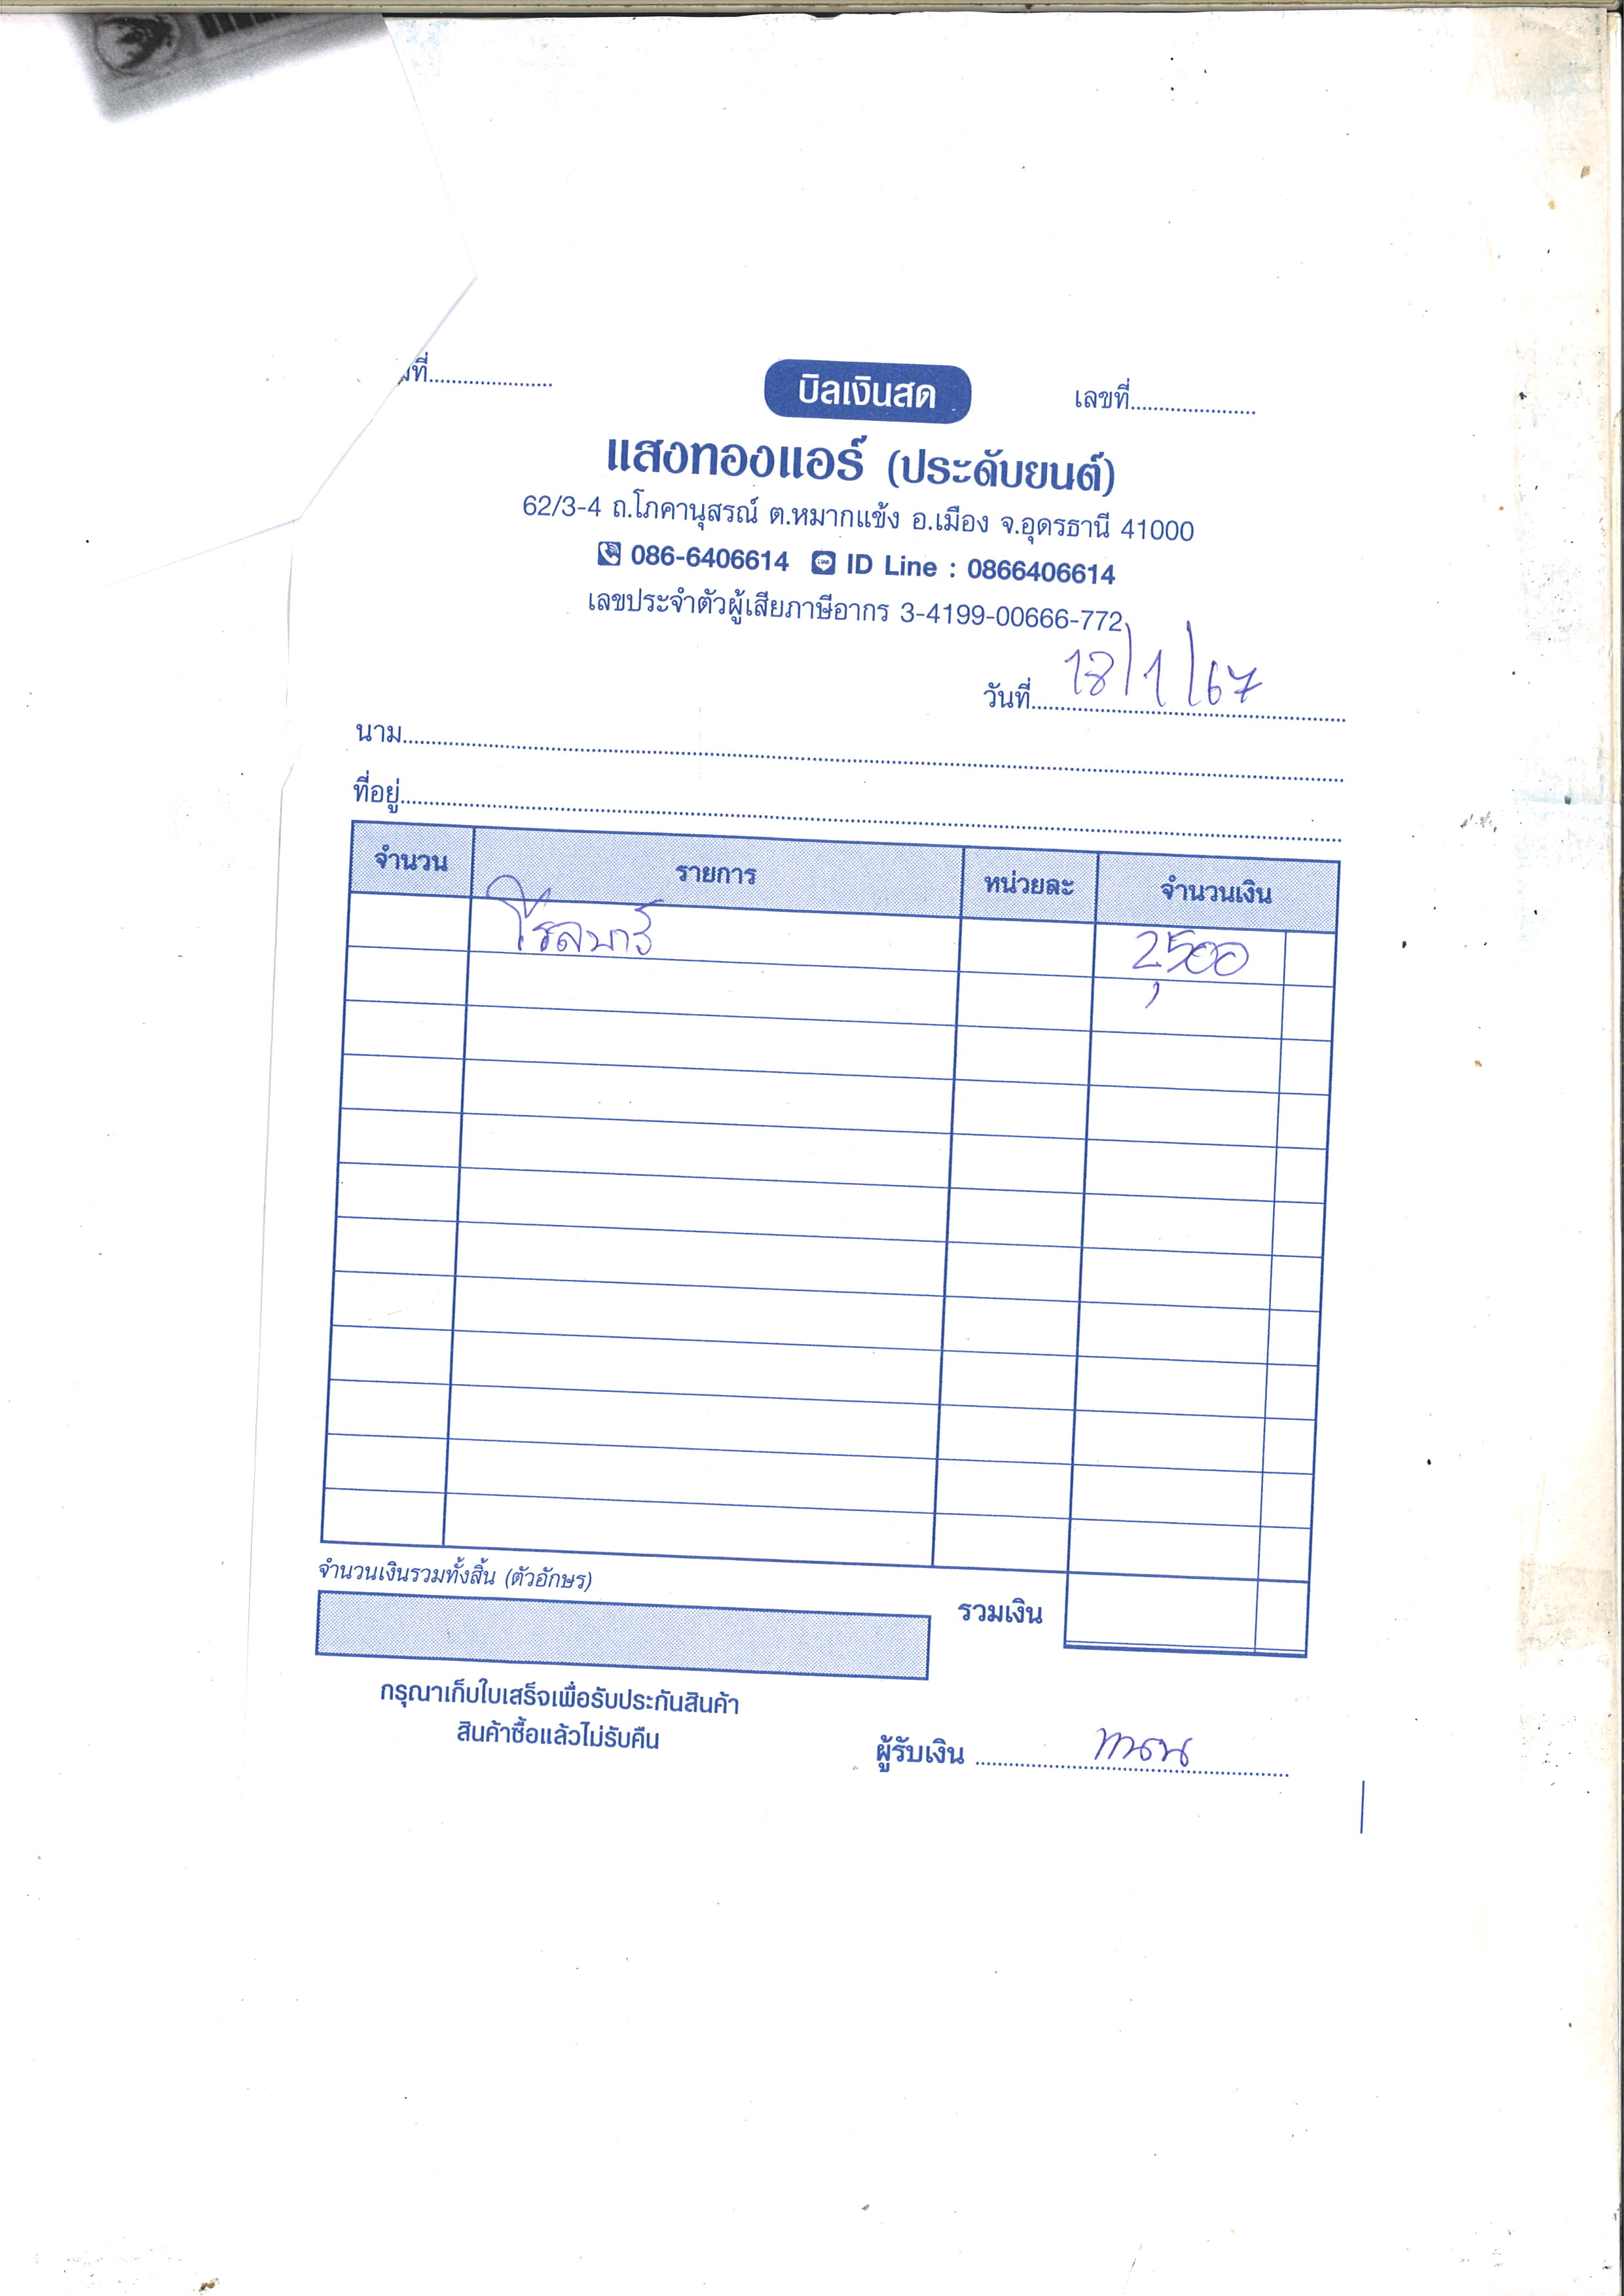 ที่.....................
บิลเงินสด
เลขที่.....................
แสงทองแอร์ (ประดับยนต์)
62/3-4 ถ.โภคานุสรณ์ ต.หมากแข้ง อ.เมือง จ.อุดรธานี 41000
086-6406614 ID Line : 0866406614
เลขประจำตัวผู้เสียภาษีอากร 3-4199-00666-772
วันที่ 18/1/67
นาม
ที่อยู่
จำนวน รายการ หน่วยละ จำนวนเงิน
โรลบาร์ 2,500
จำนวนเงินรวมทั้งสิ้น (ตัวอักษร)
รวมเงิน
กรุณาเก็บใบเสร็จเพื่อรับประกันสินค้า
สินค้าซื้อแล้วไม่รับคืน
ผู้รับเงิน